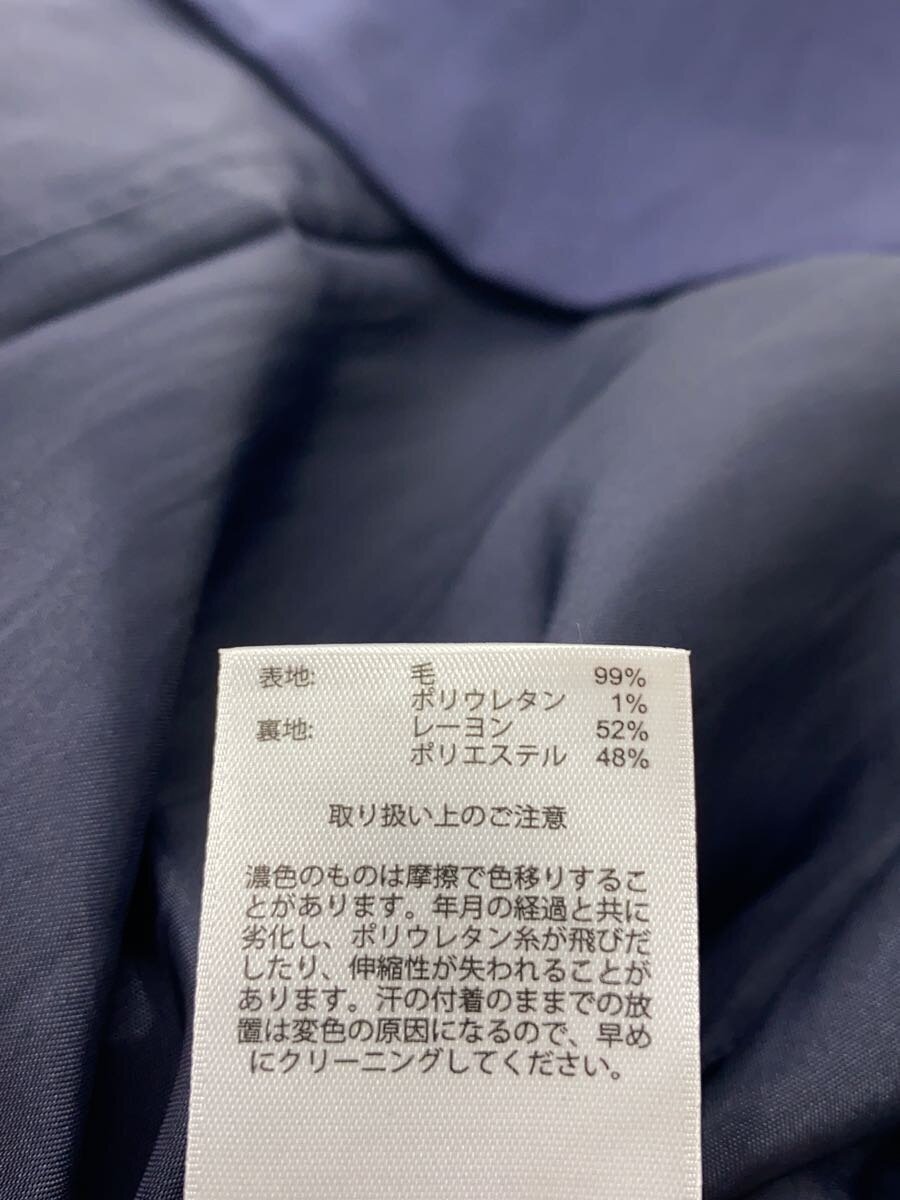 表地: 毛 99%
ポリウレタン 1%
裏地: レーヨン 52%
ポリエステル 48%
取り扱い上のご注意
濃色のものは摩擦で色移りするこ
とがあります。年月の経過と共に
劣化し、ポリウレタン糸が飛びだ
したり、伸縮性が失われることが
あります。汗の付着のままでの放
置は変色の原因になるので、早め
にクリーニングしてください。